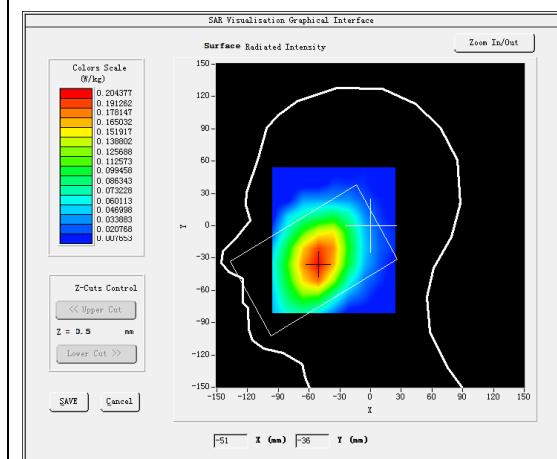 SAR Visualisation Graphical Interface
Surface Radiated Intensity
Zoom In/Out
Colors Scale
(W/kg)
0.204377
0.191262
0.178147
0.165032
0.151917
0.138802
0.125688
0.112573
0.099458
0.086343
0.073228
0.060113
0.046998
0.033883
0.020768
0.007653
Z-Cuts Control
<< Upper Cut
Z = 0.5 mm
Lower Cut >>
SAVE Cancel
150
120
90
60
30
0
-30
-60
-90
-120
-150
Y
-150 -120 -90 -60 -30 0 30 60 90 120 150
X
-51 X (mm) -36 Y (mm)